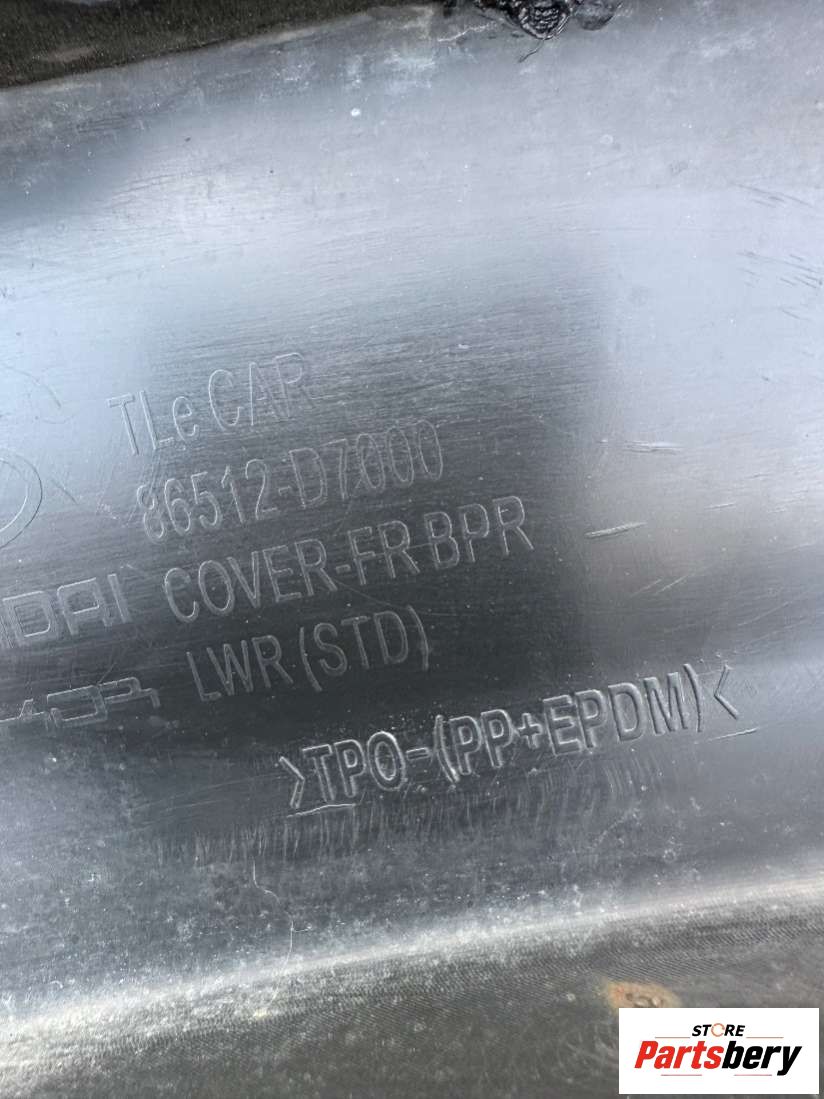 TLe CAR
86512-D7000
COVER-FR BPR
LWR (STD)
>TPO-(PP+EPDM)<
STORE
Partsbery